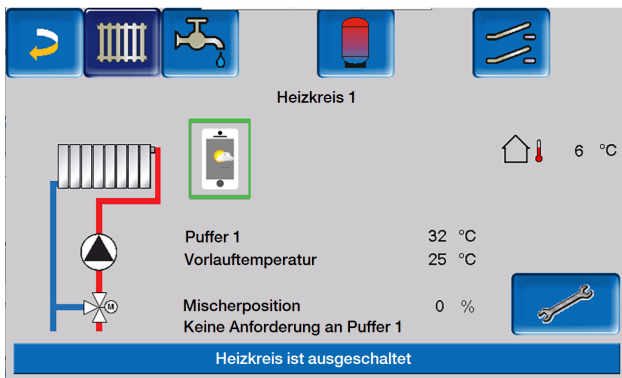 Heizkreis 1
6 °C
Puffer 1 32 °C
Vorlauftemperatur 25 °C
M
Mischerposition 0 %
Keine Anforderung an Puffer 1
Heizkreis ist ausgeschaltet